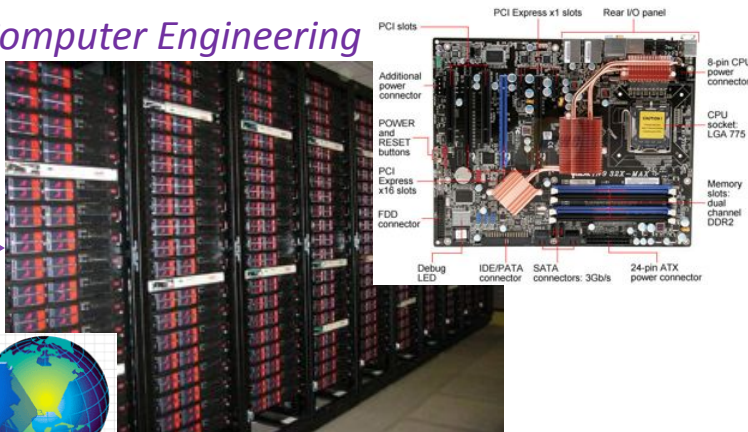 omputer Engineering
PCI Express x1 slots
Rear I/O panel
PCI slots
8-pin CPU
power
connector
Additional
power
connector
CPU
socket:
LGA 775
POWER
and
RESET
buttons
PCI
Express
x16 slots
Memory
slots:
dual
channel
DDR2
FDD
connector
Debug
LED
IDE/PATA
connector
SATA
connectors: 3Gb/s
24-pin ATX
power connector
32X-MAX